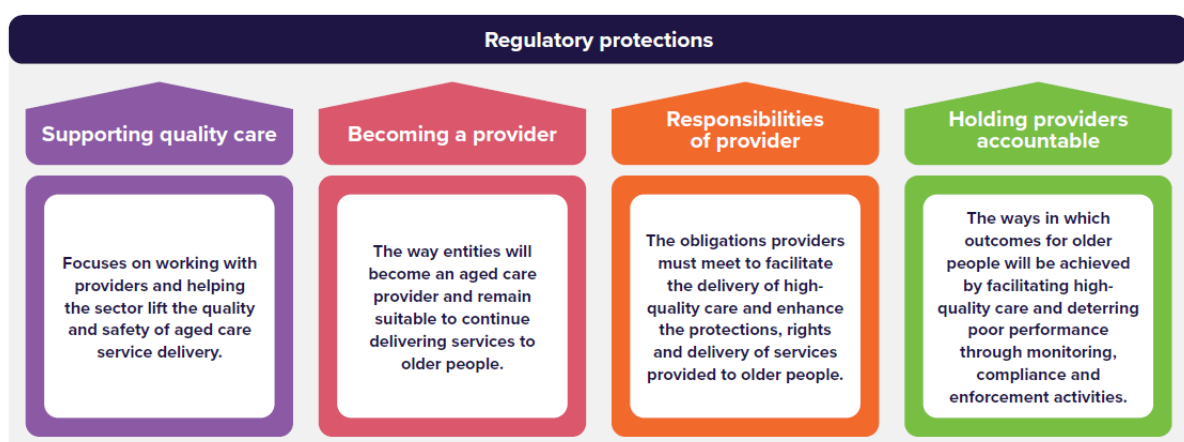 Regulatory protections
Supporting quality care
Focuses on working with
providers and helping
the sector lift the quality
and safety of aged care
service delivery.
Becoming a provider
The way entities will
become an aged care
provider and remain
suitable to continue
delivering services to
older people.
Responsibilities
of provider
The obligations providers
must meet to facilitate
the delivery of high-
quality care and enhance
the protections, rights
and delivery of services
provided to older people.
Holding providers
accountable
The ways in which
outcomes for older
people will be achieved
by facilitating high-
quality care and deterring
poor performance
through monitoring,
compliance and
enforcement activities.